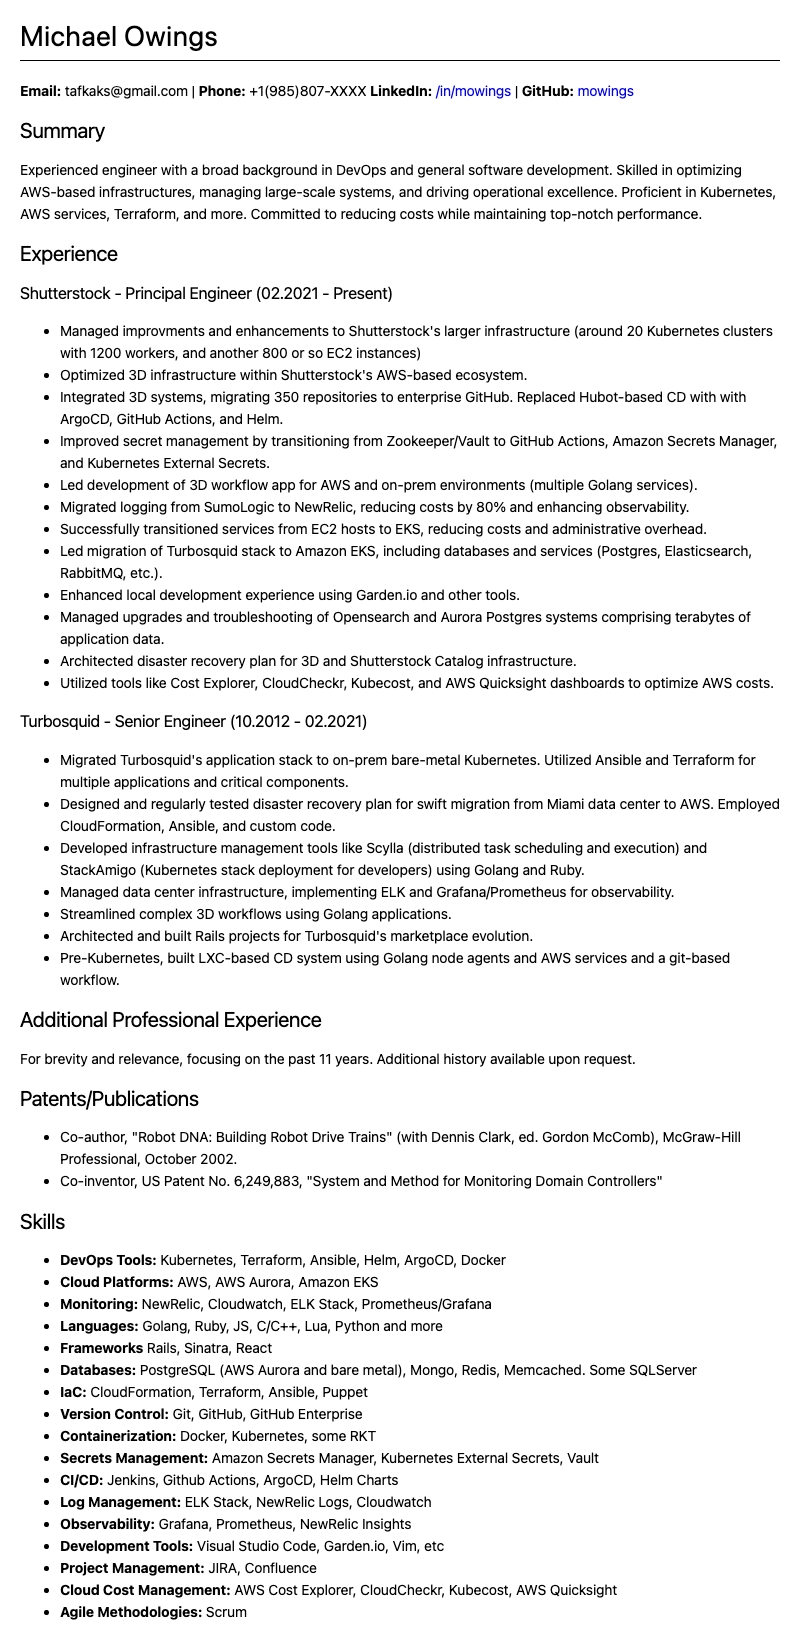 Michael Owings
Email: tafkaks@gmail.com | Phone: +1(985)807-XXXX LinkedIn: /in/mowings | GitHub: mowings
Summary
Experienced engineer with a broad background in DevOps and general software development. Skilled in optimizing
AWS-based infrastructures, managing large-scale systems, and driving operational excellence. Proficient in Kubernetes,
AWS services, Terraform, and more. Committed to reducing costs while maintaining top-notch performance.
Experience
Shutterstock - Principal Engineer (02.2021 - Present)
• Managed improvments and enhancements to Shutterstock's larger infrastructure (around 20 Kubernetes clusters
with 1200 workers, and another 800 or so EC2 instances)
• Optimized 3D infrastructure within Shutterstock's AWS-based ecosystem.
• Integrated 3D systems, migrating 350 repositories to enterprise GitHub. Replaced Hubot-based CD with with
ArgoCD, GitHub Actions, and Helm.
• Improved secret management by transitioning from Zookeeper/Vault to GitHub Actions, Amazon Secrets Manager,
and Kubernetes External Secrets.
• Led development of 3D workflow app for AWS and on-prem environments (multiple Golang services).
• Migrated logging from SumoLogic to NewRelic, reducing costs by 80% and enhancing observability.
• Successfully transitioned services from EC2 hosts to EKS, reducing costs and administrative overhead.
• Led migration of Turbosquid stack to Amazon EKS, including databases and services (Postgres, Elasticsearch,
RabbitMQ, etc.).
• Enhanced local development experience using Garden.io and other tools.
• Managed upgrades and troubleshooting of Opensearch and Aurora Postgres systems comprising terabytes of
application data.
• Architected disaster recovery plan for 3D and Shutterstock Catalog infrastructure.
• Utilized tools like Cost Explorer, CloudCheckr, Kubecost, and AWS Quicksight dashboards to optimize AWS costs.
Turbosquid - Senior Engineer (10.2012 - 02.2021)
• Migrated Turbosquid's application stack to on-prem bare-metal Kubernetes. Utilized Ansible and Terraform for
multiple applications and critical components.
• Designed and regularly tested disaster recovery plan for swift migration from Miami data center to AWS. Employed
CloudFormation, Ansible, and custom code.
• Developed infrastructure management tools like Scylla (distributed task scheduling and execution) and
StackAmigo (Kubernetes stack deployment for developers) using Golang and Ruby.
• Managed data center infrastructure, implementing ELK and Grafana/Prometheus for observability.
• Streamlined complex 3D workflows using Golang applications.
• Architected and built Rails projects for Turbosquid's marketplace evolution.
• Pre-Kubernetes, built LXC-based CD system using Golang node agents and AWS services and a git-based
workflow.
Additional Professional Experience
For brevity and relevance, focusing on the past 11 years. Additional history available upon request.
Patents/Publications
• Co-author, "Robot DNA: Building Robot Drive Trains" (with Dennis Clark, ed. Gordon McComb), McGraw-Hill
Professional, October 2002.
• Co-inventor, US Patent No. 6,249,883, "System and Method for Monitoring Domain Controllers"
Skills
• DevOps Tools: Kubernetes, Terraform, Ansible, Helm, ArgoCD, Docker
• Cloud Platforms: AWS, AWS Aurora, Amazon EKS
• Monitoring: NewRelic, Cloudwatch, ELK Stack, Prometheus/Grafana
• Languages: Golang, Ruby, JS, C/C++, Lua, Python and more
• Frameworks Rails, Sinatra, React
• Databases: PostgreSQL (AWS Aurora and bare metal), Mongo, Redis, Memcached. Some SQLServer
• IaC: CloudFormation, Terraform, Ansible, Puppet
• Version Control: Git, GitHub, GitHub Enterprise
• Containerization: Docker, Kubernetes, some RKT
• Secrets Management: Amazon Secrets Manager, Kubernetes External Secrets, Vault
• CI/CD: Jenkins, Github Actions, ArgoCD, Helm Charts
• Log Management: ELK Stack, NewRelic Logs, Cloudwatch
• Observability: Grafana, Prometheus, NewRelic Insights
• Development Tools: Visual Studio Code, Garden.io, Vim, etc
• Project Management: JIRA, Confluence
• Cloud Cost Management: AWS Cost Explorer, CloudCheckr, Kubecost, AWS Quicksight
• Agile Methodologies: Scrum